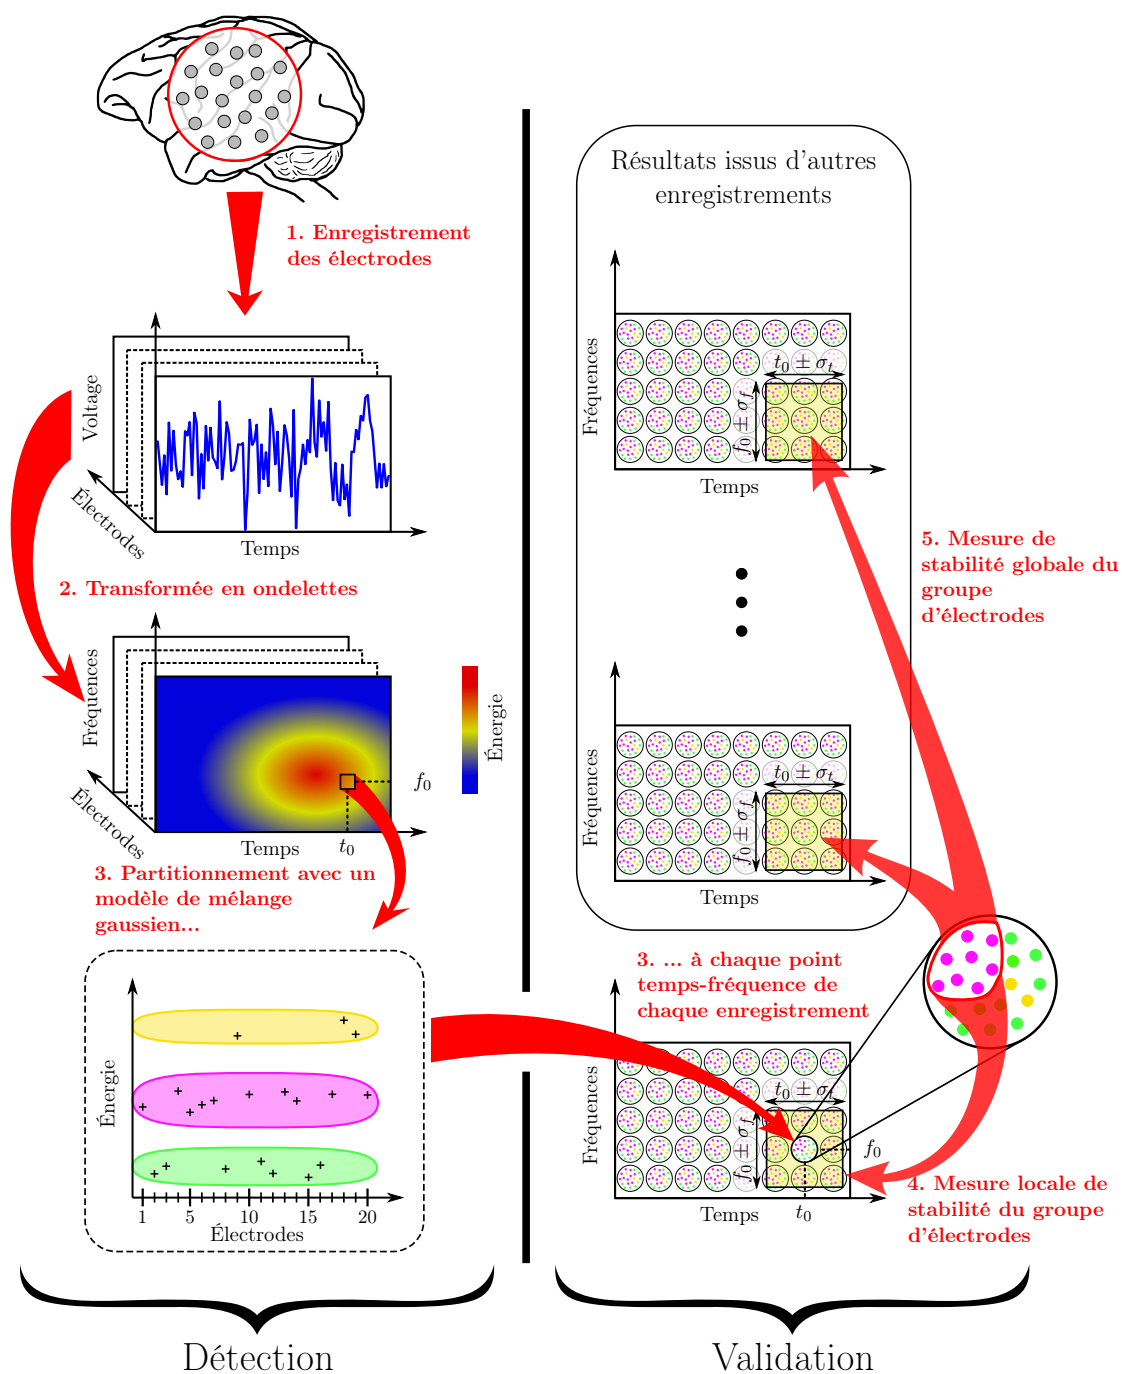 1. Enregistrement
des électrodes
Voltage
Électrodes
Temps
2. Transformée en ondelettes
Fréquences
Électrodes
Temps
t₀
f₀
Énergie
3. Partitionnement avec un
modèle de mélange
gaussien...
Énergie
1 5 10 15 20
Électrodes
Détection
Résultats issus d'autres
enregistrements
Fréquences
t₀ ± σₜ
f₀ ± σ_f
Temps
5. Mesure de
stabilité globale du
groupe
d'électrodes
Fréquences
t₀ ± σₜ
f₀ ± σ_f
Temps
3. ... à chaque point
temps-fréquence de
chaque enregistrement
Fréquences
t₀ ± σₜ
f₀ ± σ_f
f₀
Temps
t₀
4. Mesure locale de
stabilité du groupe
d'électrodes
Validation